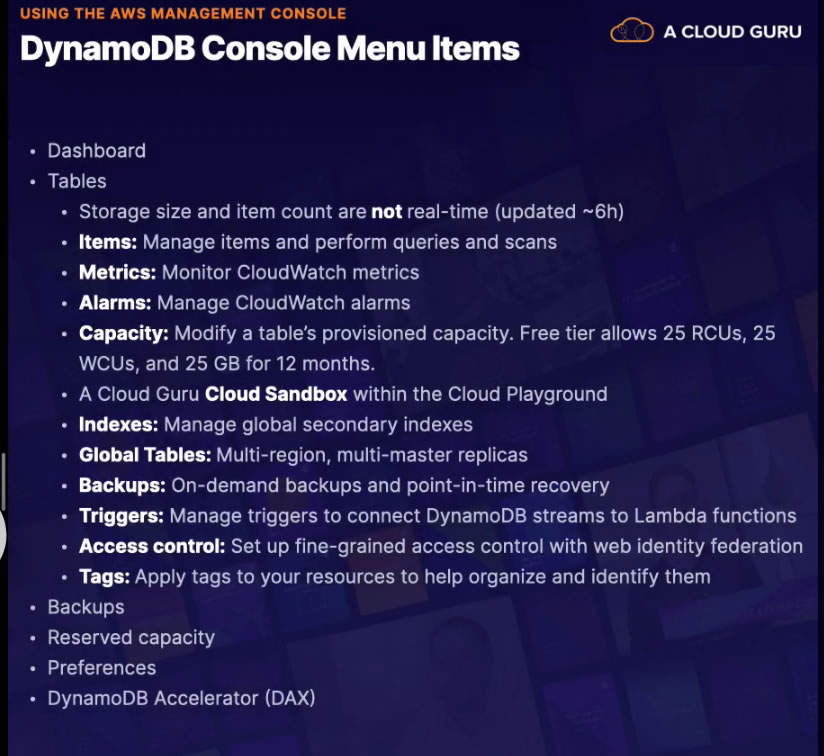 USING THE AWS MANAGEMENT CONSOLE
DynamoDB Console Menu Items
A CLOUD GURU
• Dashboard
• Tables
• Storage size and item count are not real-time (updated ~6h)
• Items: Manage items and perform queries and scans
• Metrics: Monitor CloudWatch metrics
• Alarms: Manage CloudWatch alarms
• Capacity: Modify a table's provisioned capacity. Free tier allows 25 RCUs, 25
WCUs, and 25 GB for 12 months.
• A Cloud Guru Cloud Sandbox within the Cloud Playground
• Indexes: Manage global secondary indexes
• Global Tables: Multi-region, multi-master replicas
• Backups: On-demand backups and point-in-time recovery
• Triggers: Manage triggers to connect DynamoDB streams to Lambda functions
• Access control: Set up fine-grained access control with web identity federation
• Tags: Apply tags to your resources to help organize and identify them
• Backups
• Reserved capacity
• Preferences
• DynamoDB Accelerator (DAX)